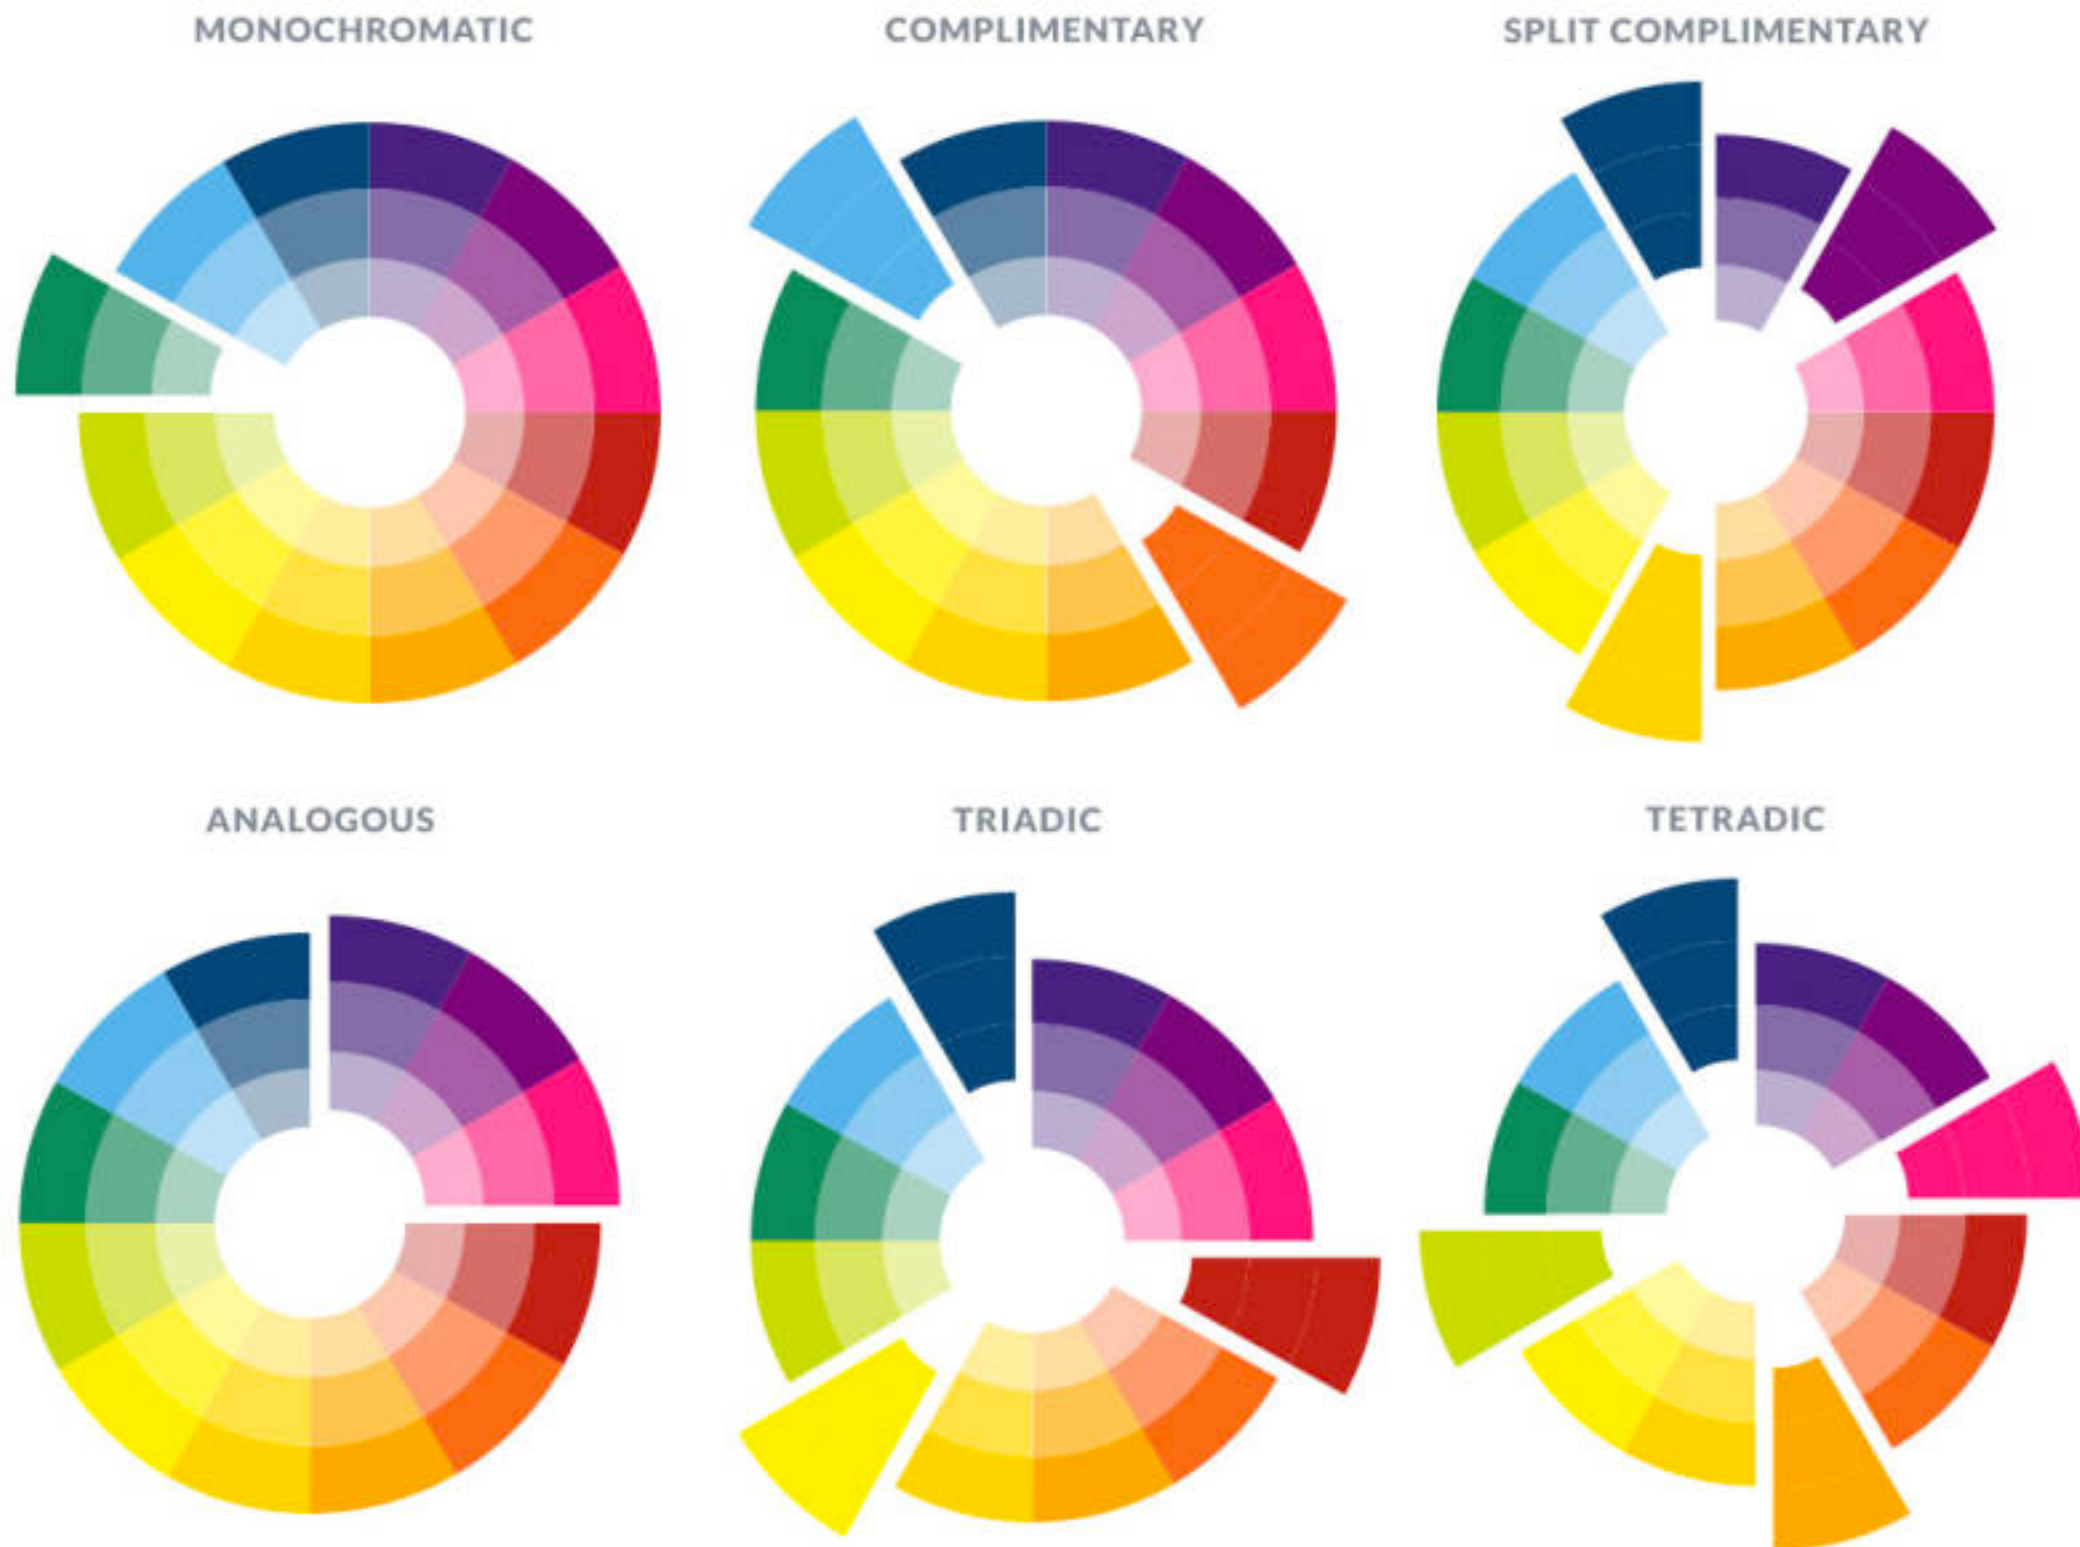 MONOCHROMATIC
COMPLIMENTARY
SPLIT COMPLIMENTARY
ANALOGOUS
TRIADIC
TETRADIC